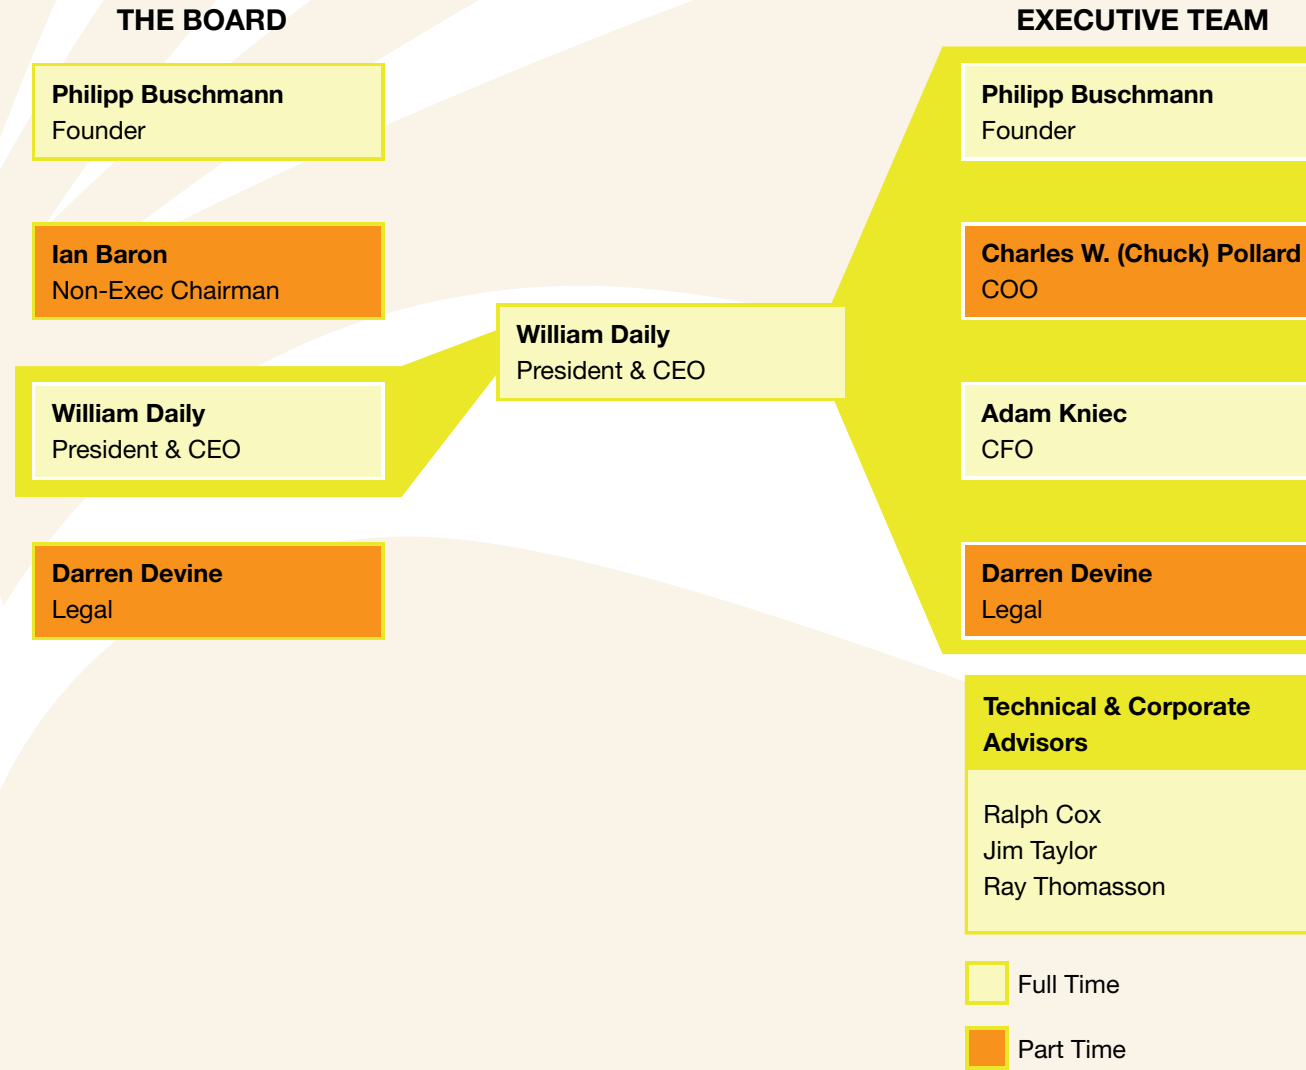 THE BOARD
Philipp Buschmann
Founder
Ian Baron
Non-Exec Chairman
William Daily
President & CEO
Darren Devine
Legal
William Daily
President & CEO
EXECUTIVE TEAM
Philipp Buschmann
Founder
Charles W. (Chuck) Pollard
COO
Adam Kniec
CFO
Darren Devine
Legal
Technical & Corporate
Advisors
Ralph Cox
Jim Taylor
Ray Thomasson
Full Time
Part Time